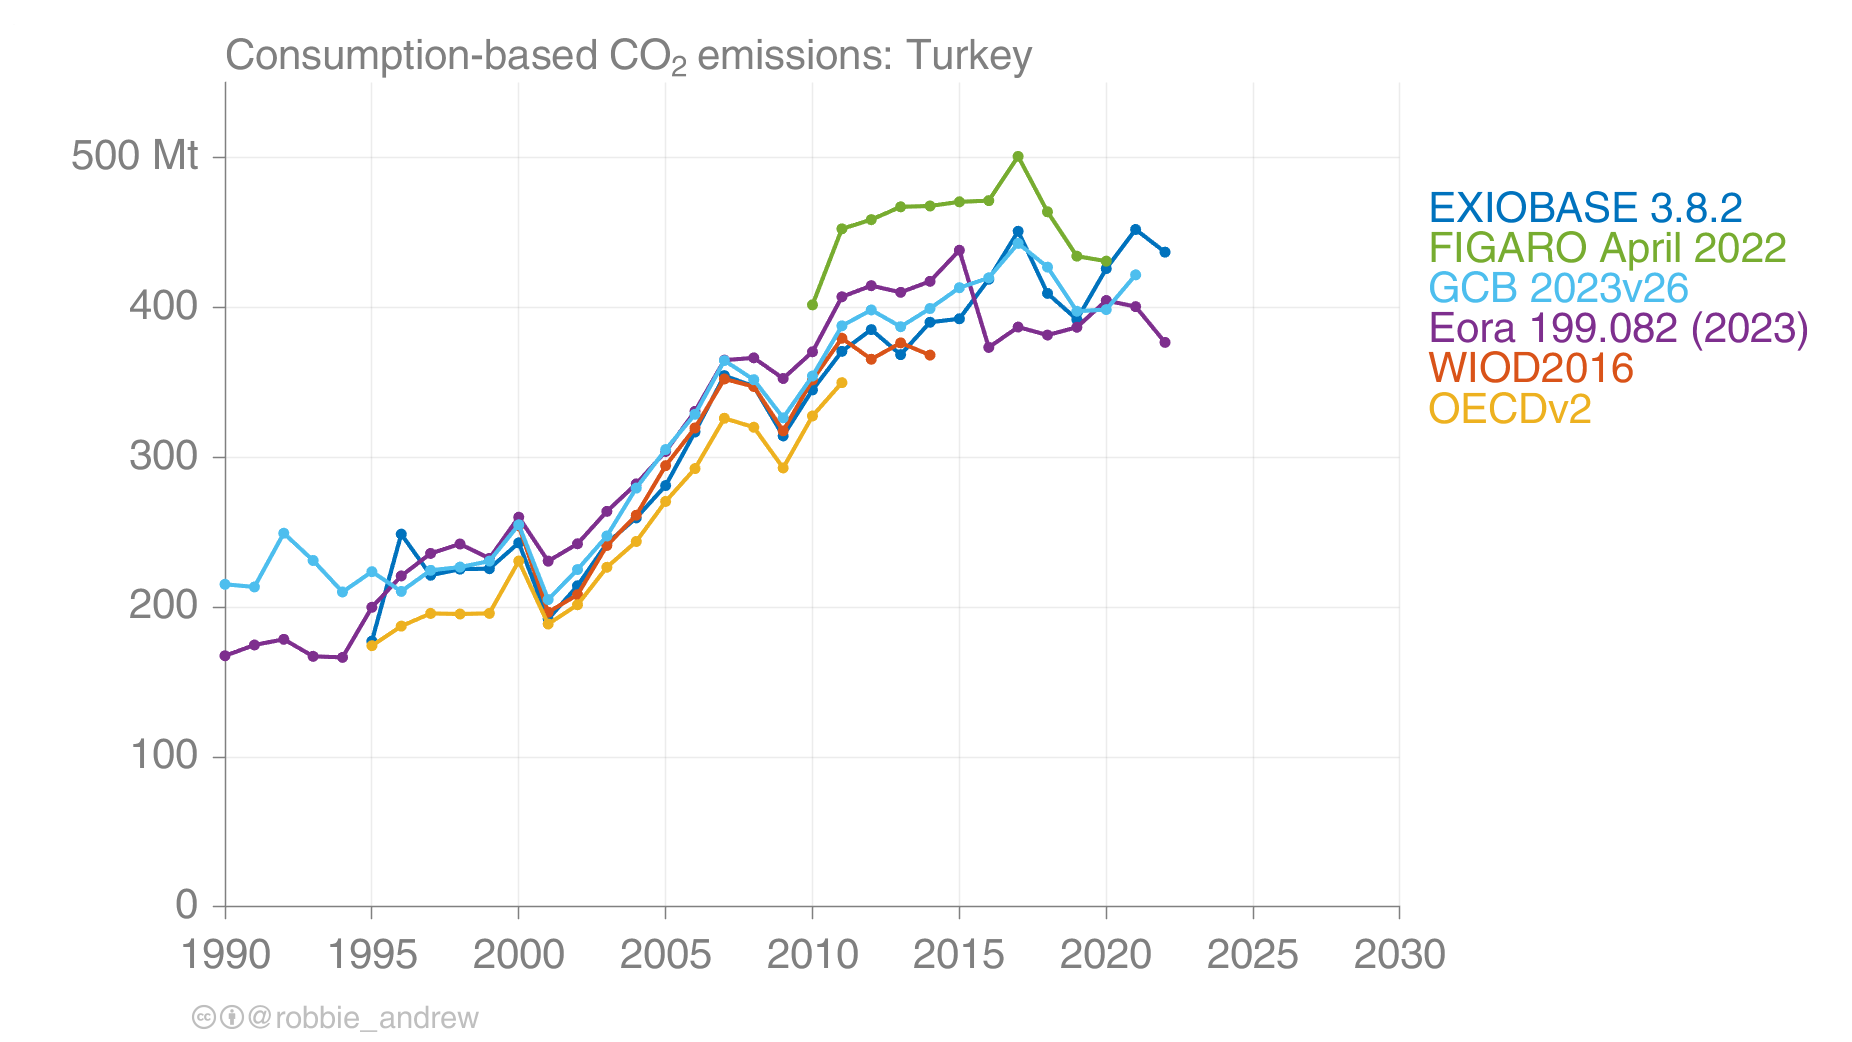 Consumption-based CO₂ emissions: Turkey
500 Mt
400
300
200
100
0
1990 1995 2000 2005 2010 2015 2020 2025 2030
EXIOBASE 3.8.2
FIGARO April 2022
GCB 2023v26
Eora 199.082 (2023)
WIOD2016
OECDv2
cc @robbie_andrew